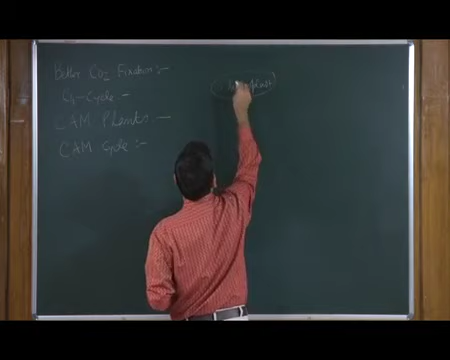 Better CO2 Fixation :-
C4-Cycle. -
CAM Plants. -
CAM Cycle :-